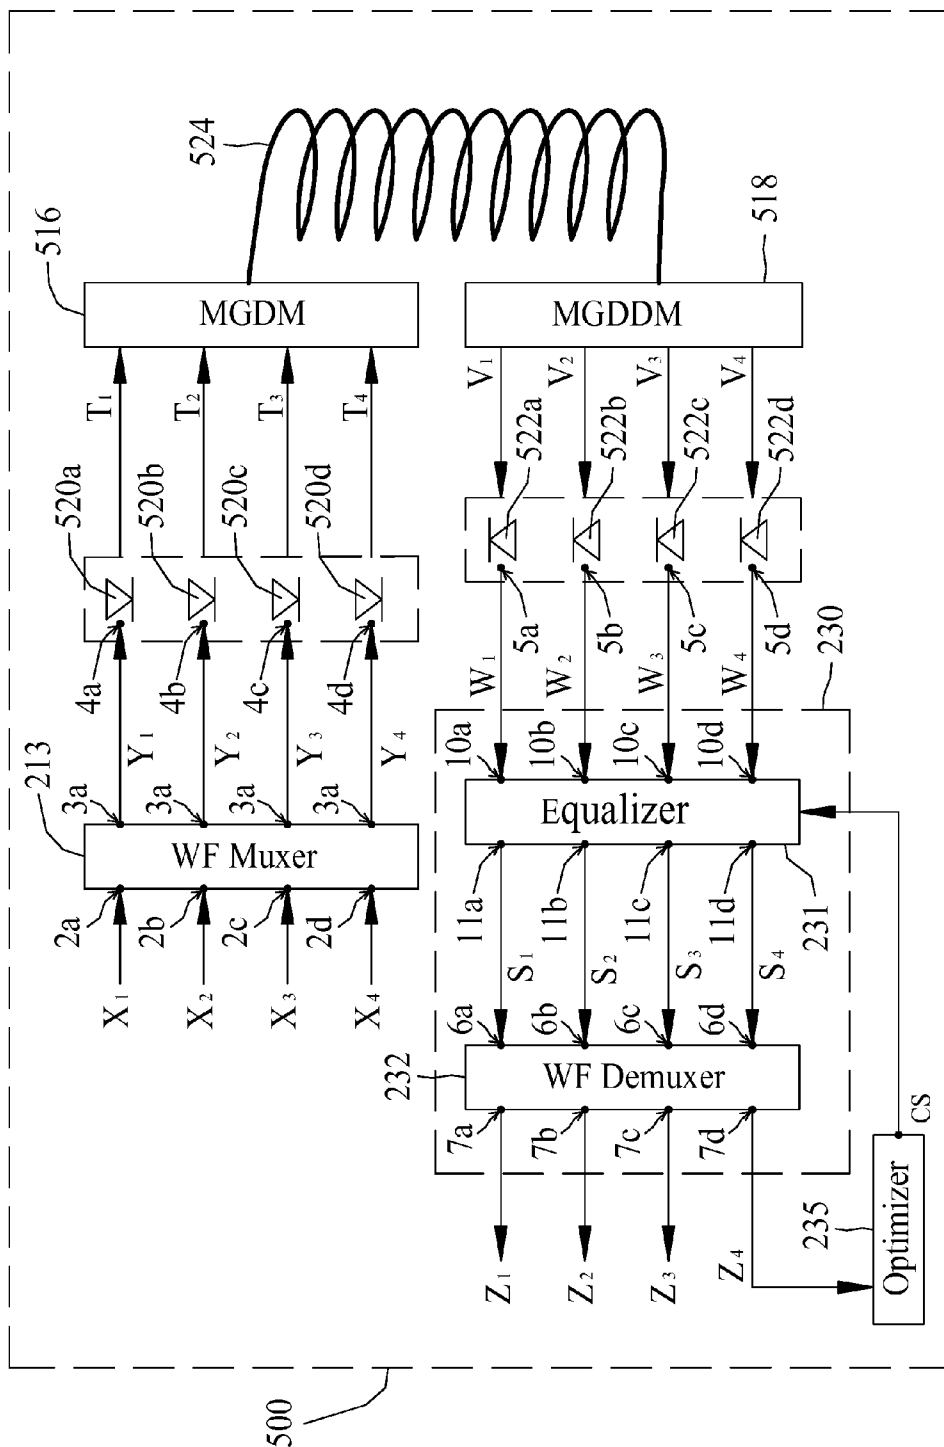 500
X1
X2
X3
X4
2a
2b
2c
2d
213
WF Muxer
3a
3a
3a
3a
Y1
Y2
Y3
Y4
4a
4b
4c
4d
520a
520b
520c
520d
T1
T2
T3
T4
516
MGDM
524
518
MGDDM
V1
V2
V3
V4
522a
522b
522c
522d
5a
5b
5c
5d
W1
W2
W3
W4
230
10a
10b
10c
10d
Equalizer
231
11a
11b
11c
11d
S1
S2
S3
S4
6a
6b
6c
6d
232
WF Demuxer
7a
7b
7c
7d
Z1
Z2
Z3
Z4
235
Optimizer
CS